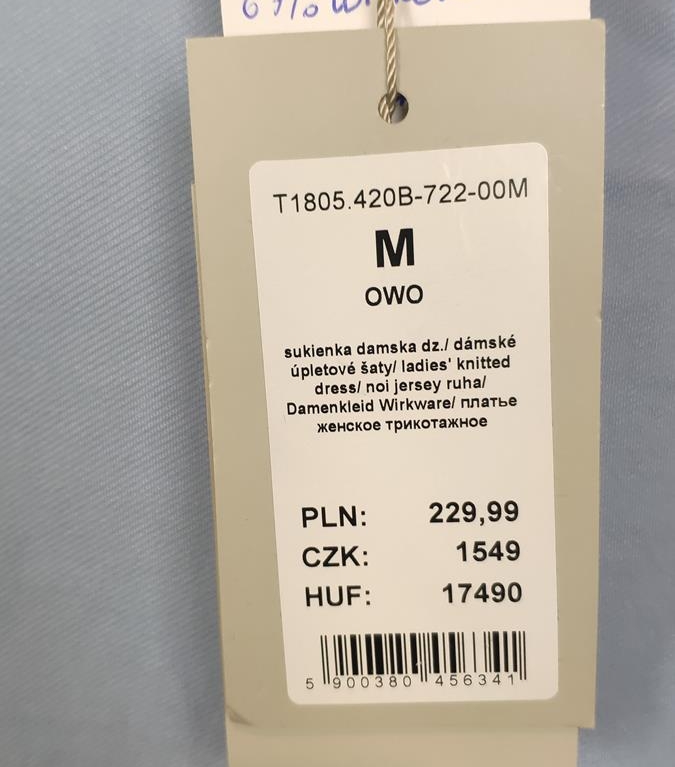 T1805.420B-722-00M
M
OWO
sukienka damska dz./ dámské
úpletové šaty/ ladies' knitted
dress/ noi jersey ruha/
Damenkleid Wirkware/ платье
женское трикотажное
PLN: 229,99
CZK: 1549
HUF: 17490
5 900380 456341